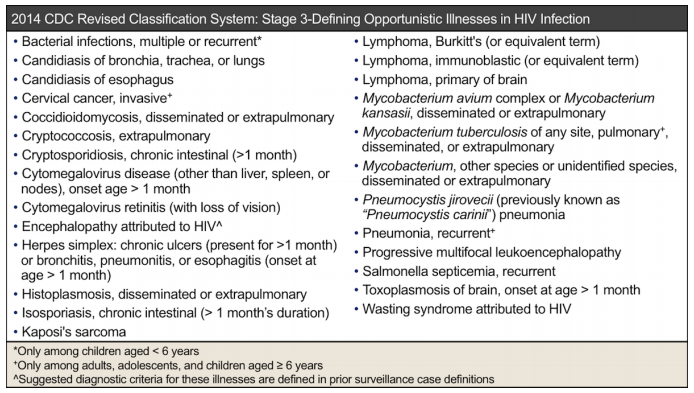 2014 CDC Revised Classification System: Stage 3-Defining Opportunistic Illnesses in HIV Infection
• Bacterial infections, multiple or recurrent*
• Candidiasis of bronchia, trachea, or lungs
• Candidiasis of esophagus
• Cervical cancer, invasive⁺
• Coccidioidomycosis, disseminated or extrapulmonary
• Cryptococcosis, extrapulmonary
• Cryptosporidiosis, chronic intestinal (>1 month)
• Cytomegalovirus disease (other than liver, spleen, or
nodes), onset age > 1 month
• Cytomegalovirus retinitis (with loss of vision)
• Encephalopathy attributed to HIV^
• Herpes simplex: chronic ulcers (present for >1 month)
or bronchitis, pneumonitis, or esophagitis (onset at
age > 1 month)
• Histoplasmosis, disseminated or extrapulmonary
• Isosporiasis, chronic intestinal (> 1 month's duration)
• Kaposi's sarcoma
• Lymphoma, Burkitt's (or equivalent term)
• Lymphoma, immunoblastic (or equivalent term)
• Lymphoma, primary of brain
• Mycobacterium avium complex or Mycobacterium
kansasii, disseminated or extrapulmonary
• Mycobacterium tuberculosis of any site, pulmonary⁺,
disseminated, or extrapulmonary
• Mycobacterium, other species or unidentified species,
disseminated or extrapulmonary
• Pneumocystis jirovecii (previously known as
"Pneumocystis carinii") pneumonia
• Pneumonia, recurrent⁺
• Progressive multifocal leukoencephalopathy
• Salmonella septicemia, recurrent
• Toxoplasmosis of brain, onset at age > 1 month
• Wasting syndrome attributed to HIV
*Only among children aged < 6 years
⁺Only among adults, adolescents, and children aged ≥ 6 years
^Suggested diagnostic criteria for these illnesses are defined in prior surveillance case definitions